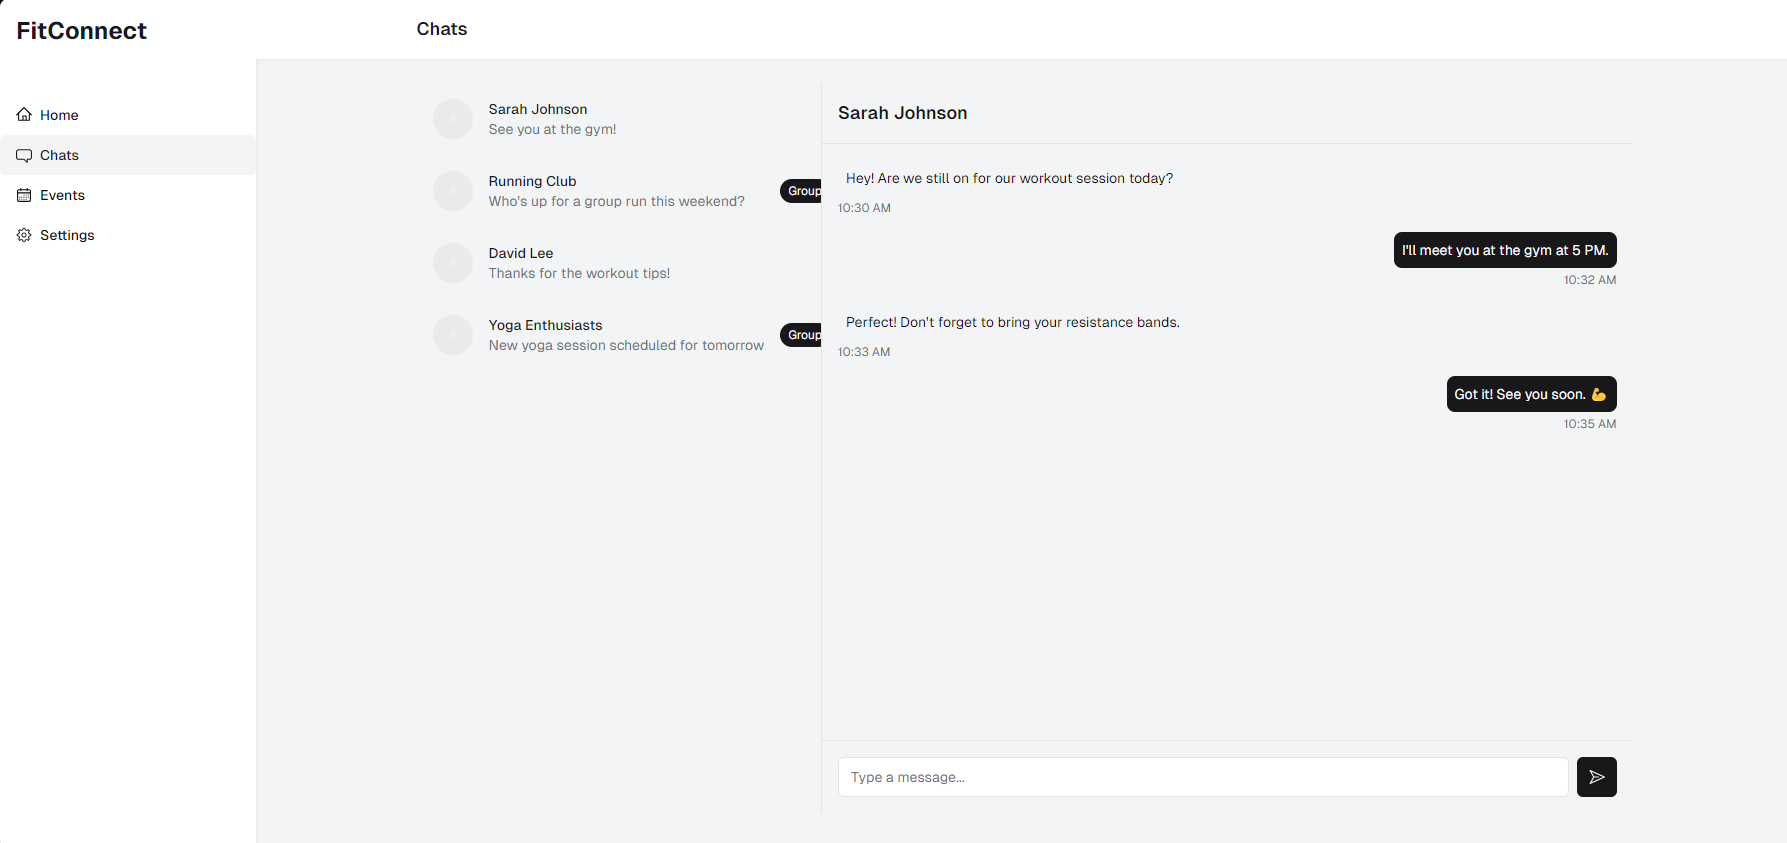 FitConnect
Chats
Home
Chats
Events
Settings
Sarah Johnson
See you at the gym!
Running Club
Who's up for a group run this weekend?
Group
David Lee
Thanks for the workout tips!
Yoga Enthusiasts
New yoga session scheduled for tomorrow
Group
Sarah Johnson
Hey! Are we still on for our workout session today?
10:30 AM
I'll meet you at the gym at 5 PM.
10:32 AM
Perfect! Don't forget to bring your resistance bands.
10:33 AM
Got it! See you soon. 💪
10:35 AM
Type a message...